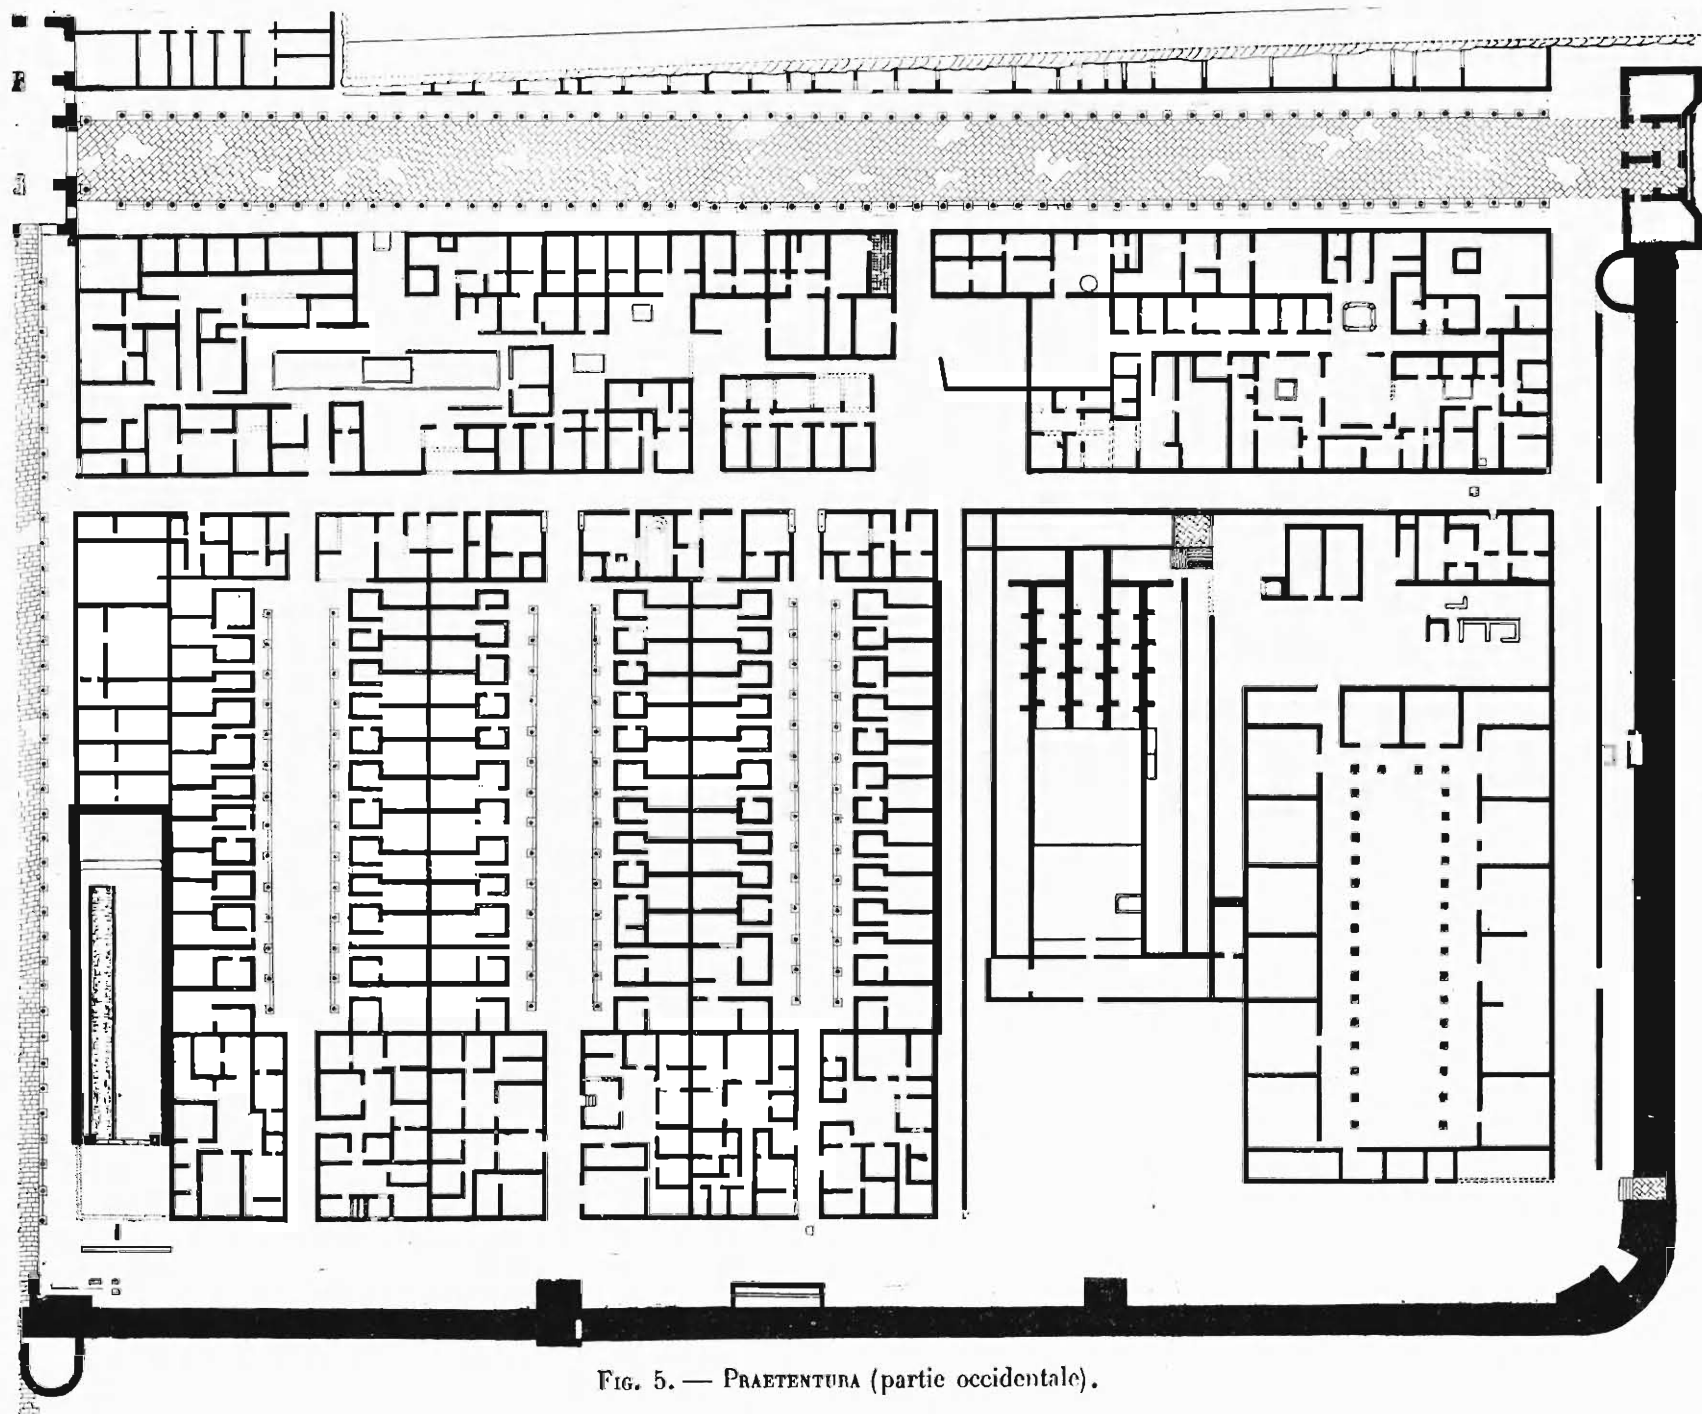 Fig. 5. — Praetentura (partie occidentale).